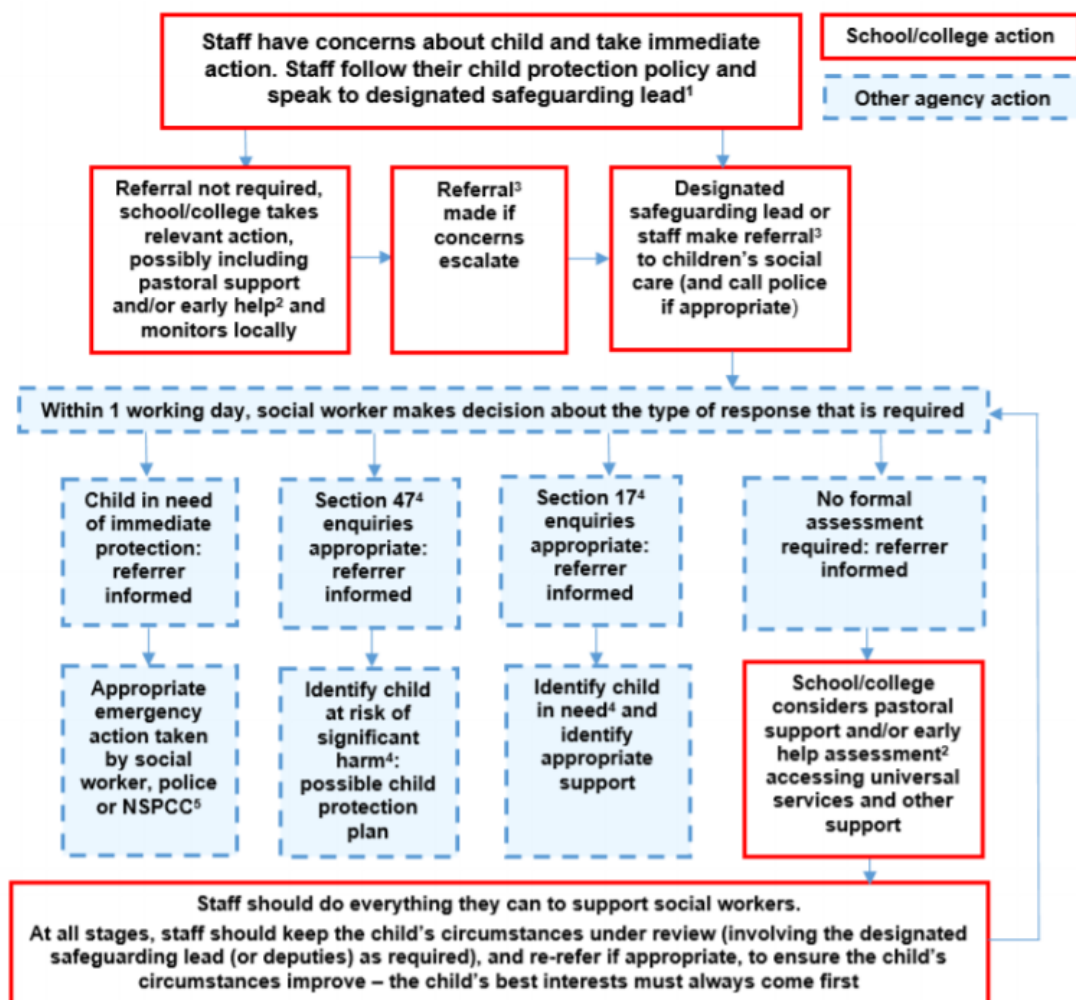 Staff have concerns about child and take immediate
action. Staff follow their child protection policy and
speak to designated safeguarding lead¹
School/college action
Other agency action
Referral not required,
school/college takes
relevant action,
possibly including
pastoral support
and/or early help² and
monitors locally
Referral³
made if
concerns
escalate
Designated
safeguarding lead or
staff make referral³
to children’s social
care (and call police
if appropriate)
Within 1 working day, social worker makes decision about the type of response that is required
Child in need
of immediate
protection:
referrer
informed
Section 47⁴
enquiries
appropriate:
referrer
informed
Section 17⁴
enquiries
appropriate:
referrer
informed
No formal
assessment
required: referrer
informed
Appropriate
emergency
action taken
by social
worker, police
or NSPCC⁵
Identify child
at risk of
significant
harm⁴:
possible child
protection
plan
Identify child
in need⁴ and
identify
appropriate
support
School/college
considers pastoral
support and/or early
help assessment²
accessing universal
services and other
support
Staff should do everything they can to support social workers.
At all stages, staff should keep the child’s circumstances under review (involving the designated
safeguarding lead (or deputies) as required), and re-refer if appropriate, to ensure the child’s
circumstances improve – the child’s best interests must always come first